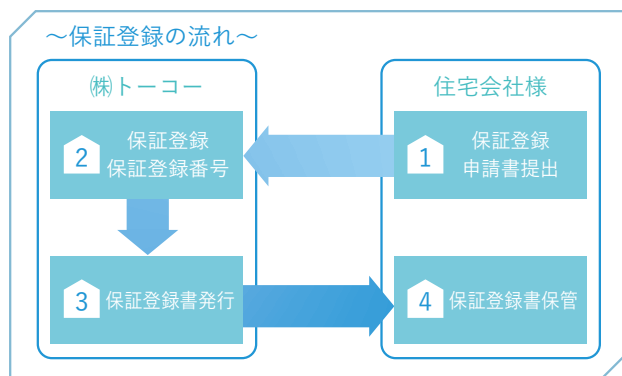 ～保証登録の流れ～
㈱トーコー
住宅会社様
1
保証登録
申請書提出
2
保証登録
保証登録番号
3
保証登録書発行
4
保証登録書保管